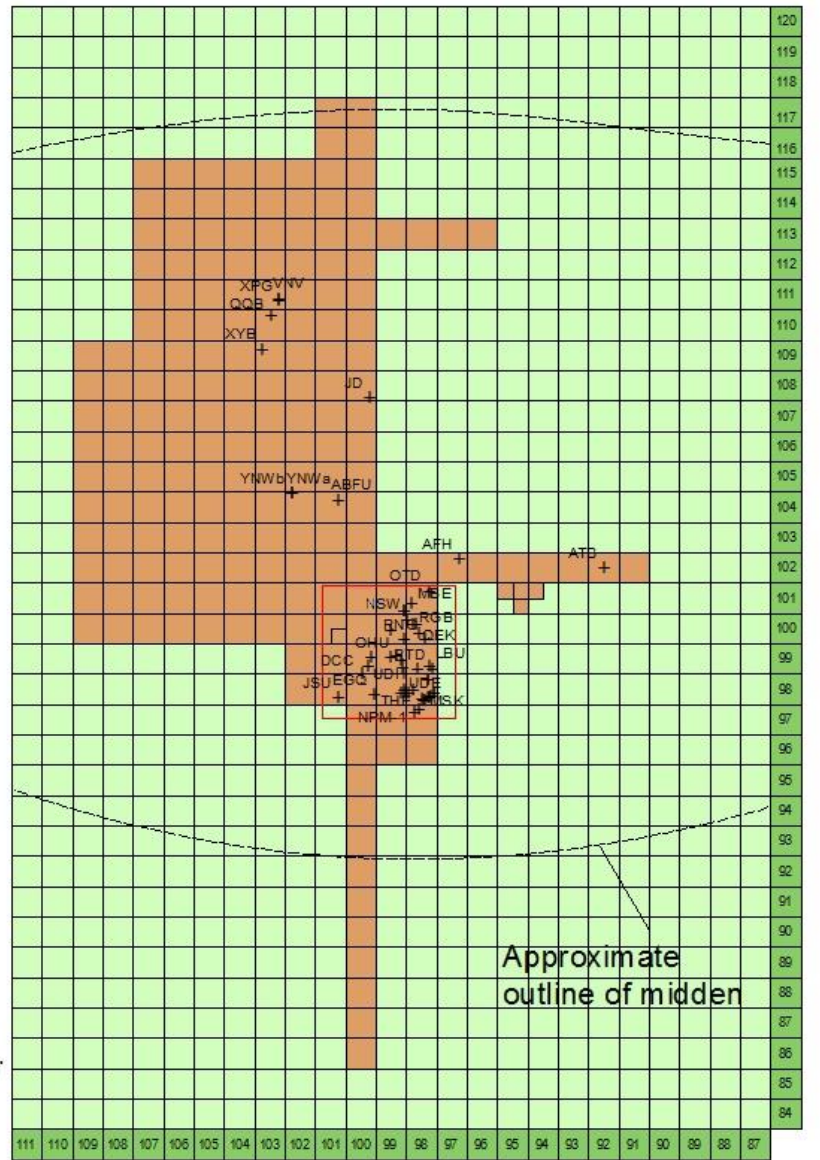 120
119
118
117
116
115
114
113
112
XPG VNV 111
QQB 110
XYB 109
JD 108
107
106
YNWb YNWa ABFU 105
104
AFH 103
ATB 102
OTD
MBE 101
NSW RGB 100
OEK
OHU RTD LBU 99
DCC
EGQ UDH UDE 98
JSU
MSK 97
NPM-1
96
95
94
93
92
91
90
Approximate 89
outline of midden 88
87
86
85
84
111 110 109 108 107 106 105 104 103 102 101 100 99 98 97 96 95 94 93 92 91 90 89 88 87